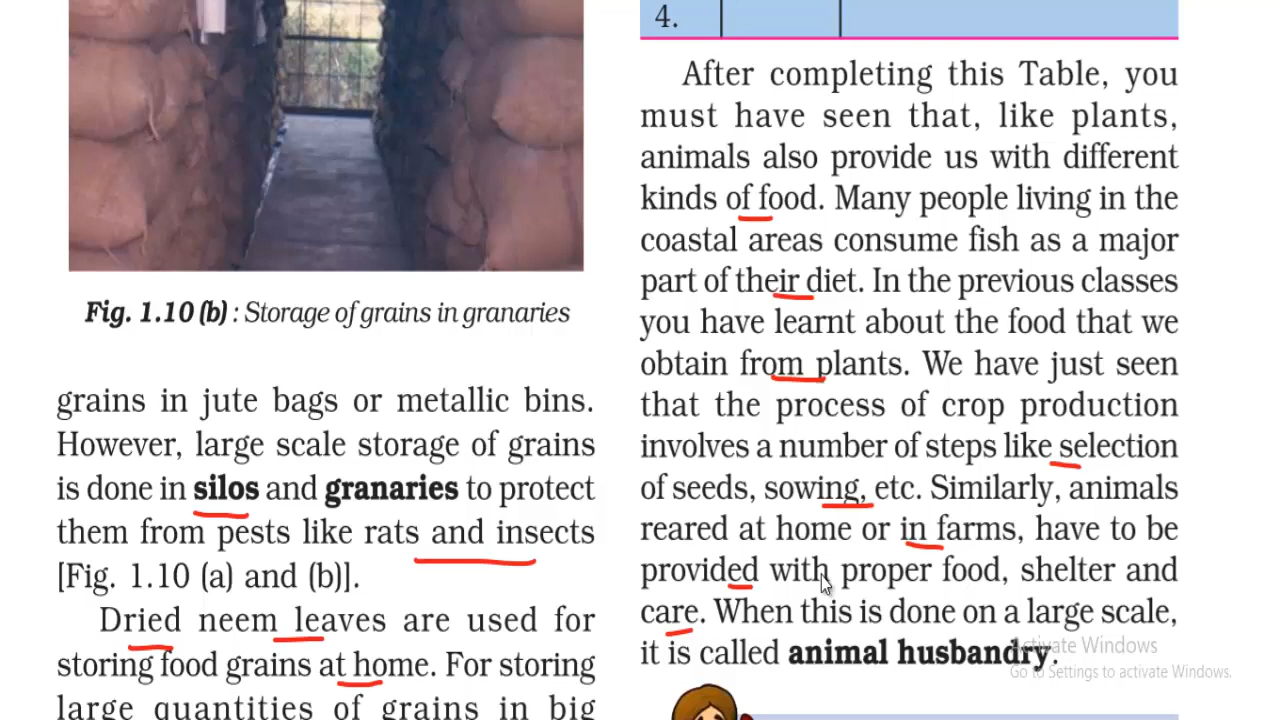 Fig. 1.10 (b) : Storage of grains in granaries
grains in jute bags or metallic bins.
However, large scale storage of grains
is done in silos and granaries to protect
them from pests like rats and insects
[Fig. 1.10 (a) and (b)].
Dried neem leaves are used for
storing food grains at home. For storing
large quantities of grains in big
4.
After completing this Table, you
must have seen that, like plants,
animals also provide us with different
kinds of food. Many people living in the
coastal areas consume fish as a major
part of their diet. In the previous classes
you have learnt about the food that we
obtain from plants. We have just seen
that the process of crop production
involves a number of steps like selection
of seeds, sowing, etc. Similarly, animals
reared at home or in farms, have to be
provided with proper food, shelter and
care. When this is done on a large scale,
it is called animal husbandry.
Activate Windows
Go to Settings to activate Windows.